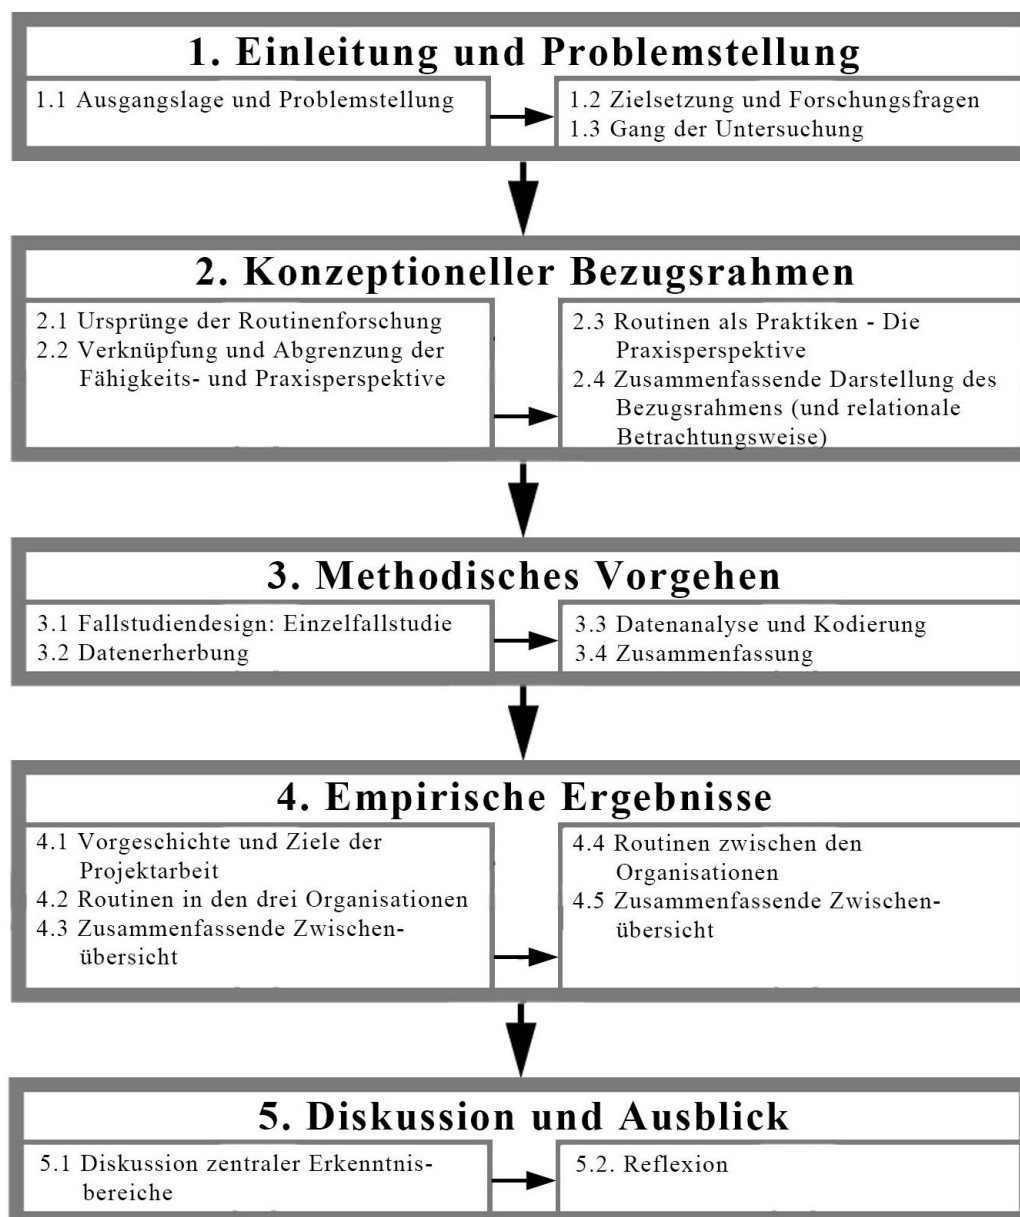 1. Einleitung und Problemstellung
1.1 Ausgangslage und Problemstellung
1.2 Zielsetzung und Forschungsfragen
1.3 Gang der Untersuchung
2. Konzeptioneller Bezugsrahmen
2.1 Ursprünge der Routinenforschung
2.2 Verknüpfung und Abgrenzung der
Fähigkeits- und Praxisperspektive
2.3 Routinen als Praktiken - Die
Praxisperspektive
2.4 Zusammenfassende Darstellung des
Bezugsrahmens (und relationale
Betrachtungsweise)
3. Methodisches Vorgehen
3.1 Fallstudiendesign: Einzelfallstudie
3.2 Datenerherbung
3.3 Datenanalyse und Kodierung
3.4 Zusammenfassung
4. Empirische Ergebnisse
4.1 Vorgeschichte und Ziele der
Projektarbeit
4.2 Routinen in den drei Organisationen
4.3 Zusammenfassende Zwischen-
übersicht
4.4 Routinen zwischen den
Organisationen
4.5 Zusammenfassende Zwischen-
übersicht
5. Diskussion und Ausblick
5.1 Diskussion zentraler Erkenntnis-
bereiche
5.2. Reflexion